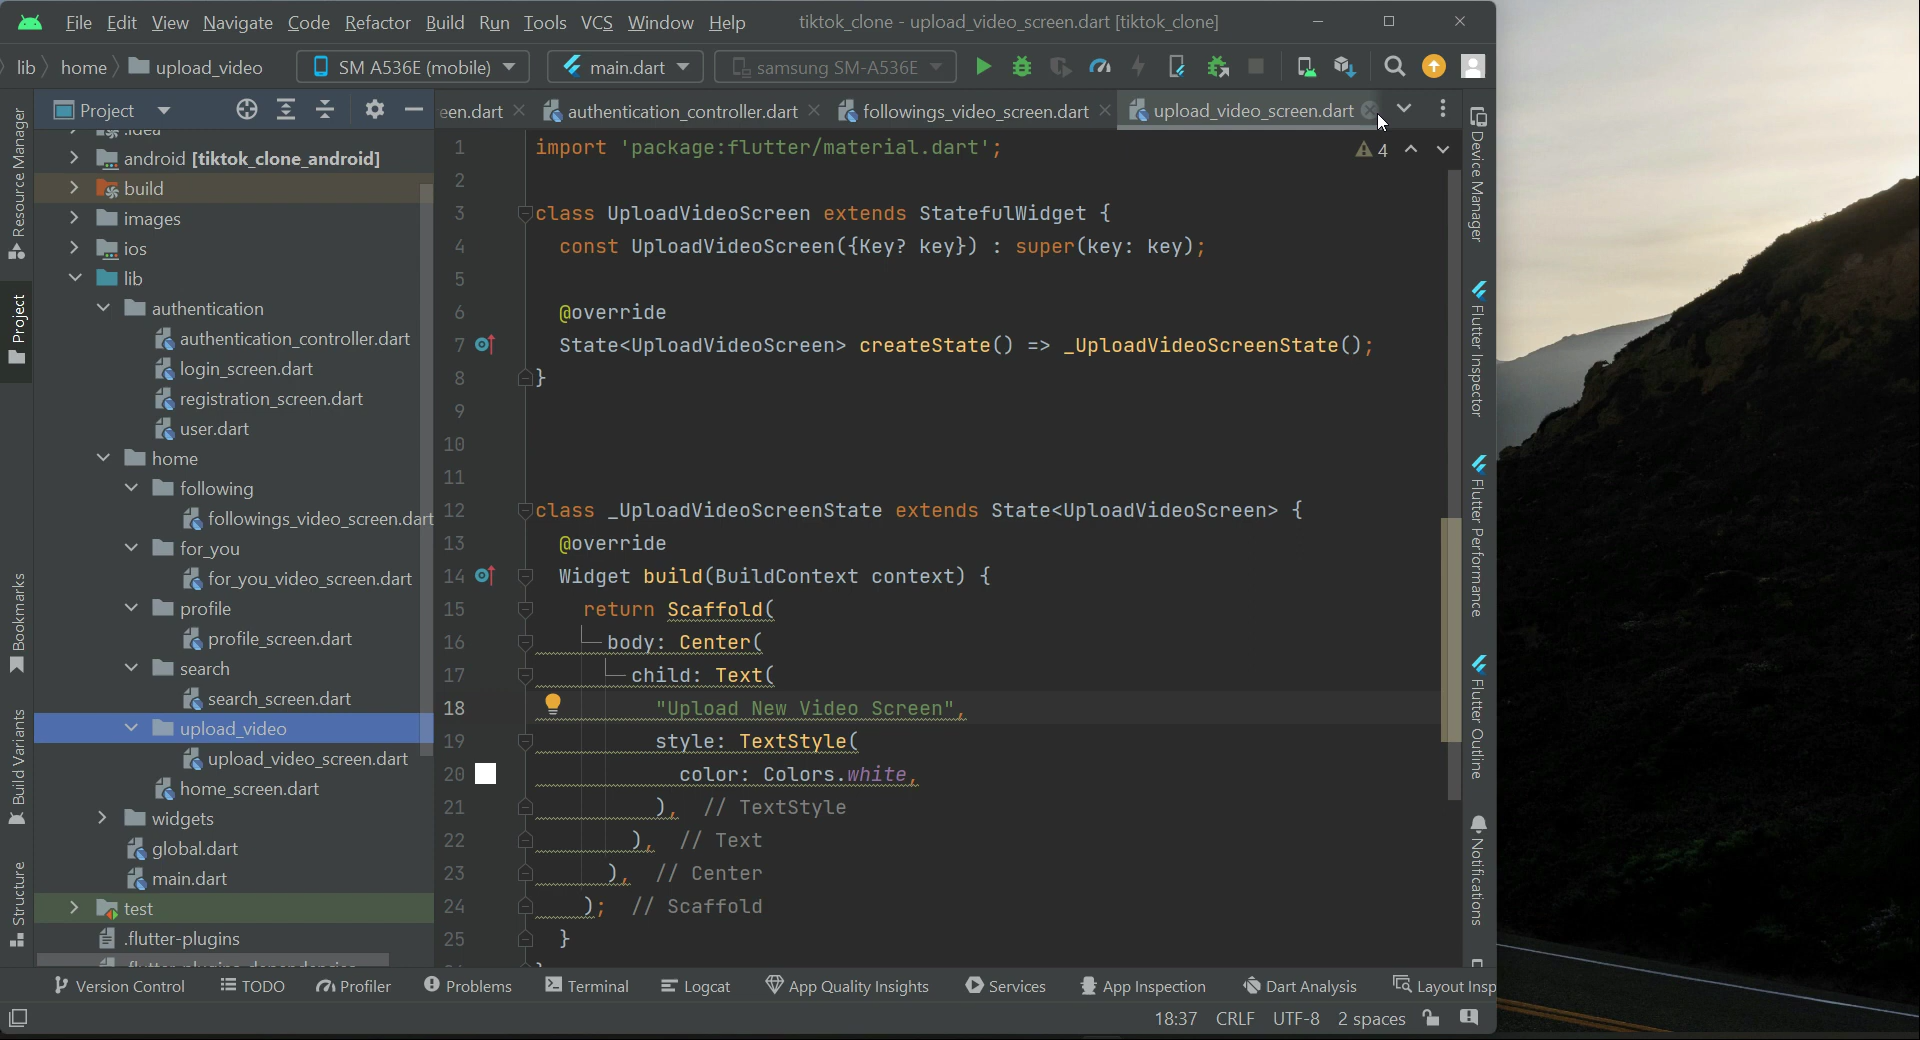 File Edit View Navigate Code Refactor Build Run Tools VCS Window Help tiktok_clone - upload_video_screen.dart [tiktok_clone]
lib home upload_video SM A536E (mobile) main.dart samsung SM-A536E
Project een.dart authentication_controller.dart followings_video_screen.dart upload_video_screen.dart
Resource Manager
Project
Bookmarks
Build Variants
Structure
.idea
android [tiktok_clone_android]
build
images
ios
lib
authentication
authentication_controller.dart
login_screen.dart
registration_screen.dart
user.dart
home
following
followings_video_screen.dart
for_you
for_you_video_screen.dart
profile
profile_screen.dart
search
search_screen.dart
upload_video
upload_video_screen.dart
home_screen.dart
widgets
global.dart
main.dart
test
.flutter-plugins
.flutter-plugins-dependencies
4
1 import 'package:flutter/material.dart';
2
3 class UploadVideoScreen extends StatefulWidget {
4 const UploadVideoScreen({Key? key}) : super(key: key);
5
6 @override
7 State<UploadVideoScreen> createState() => _UploadVideoScreenState();
8 }
9
10
11
12 class _UploadVideoScreenState extends State<UploadVideoScreen> {
13 @override
14 Widget build(BuildContext context) {
15 return Scaffold(
16 body: Center(
17 child: Text(
18 "Upload New Video Screen",
19 style: TextStyle(
20 color: Colors.white,
21 ), // TextStyle
22 ), // Text
23 ), // Center
24 ); // Scaffold
25 }
Device Manager
Flutter Inspector
Flutter Performance
Flutter Outline
Notifications
Version Control TODO Profiler Problems Terminal Logcat App Quality Insights Services App Inspection Dart Analysis Layout Insp
18:37 CRLF UTF-8 2 spaces